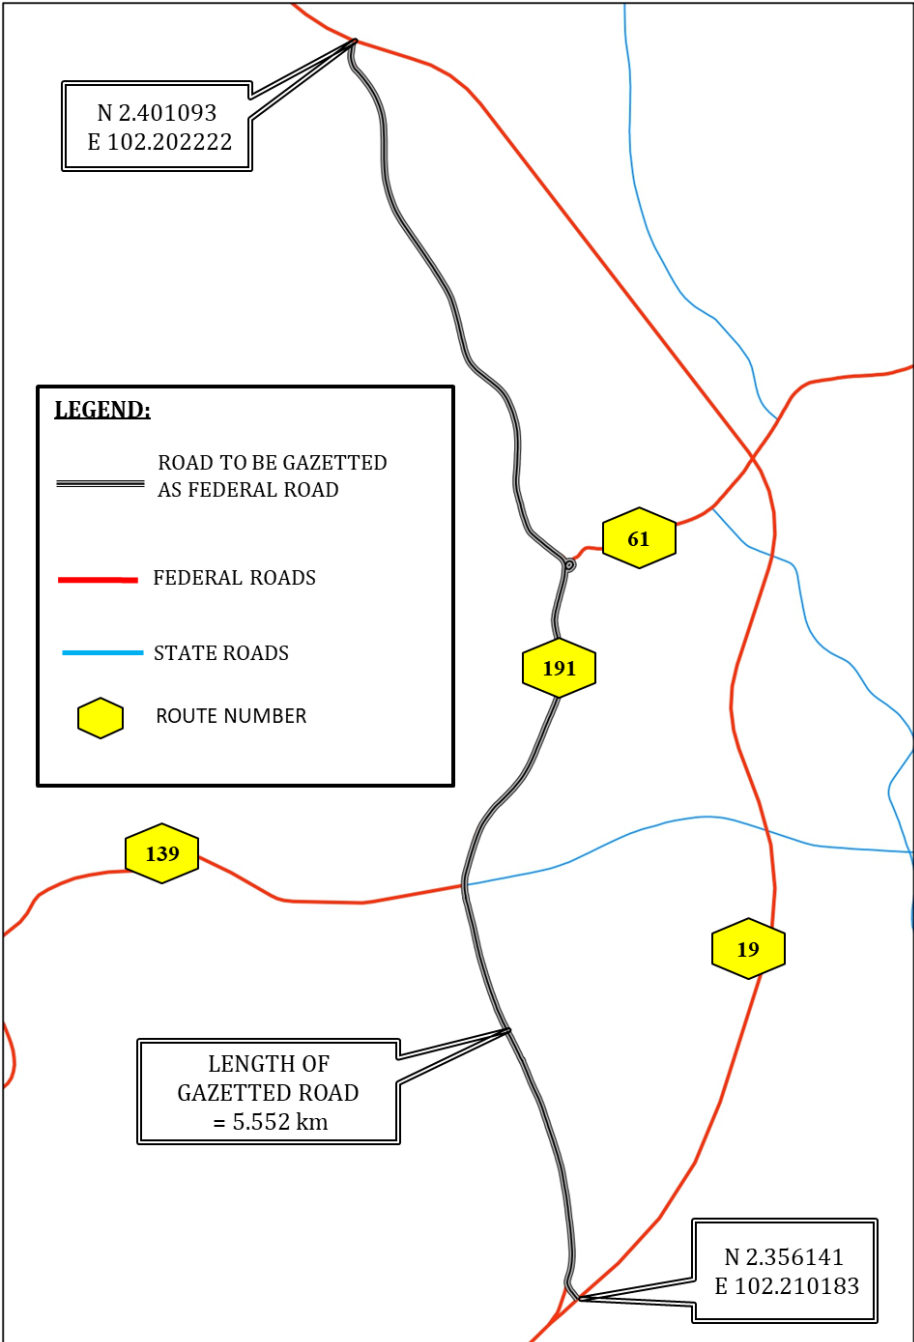 N 2.401093
E 102.202222
LEGEND:
ROAD TO BE GAZETTED
AS FEDERAL ROAD
FEDERAL ROADS
STATE ROADS
ROUTE NUMBER
61
191
139
19
LENGTH OF
GAZETTED ROAD
= 5.552 km
N 2.356141
E 102.210183